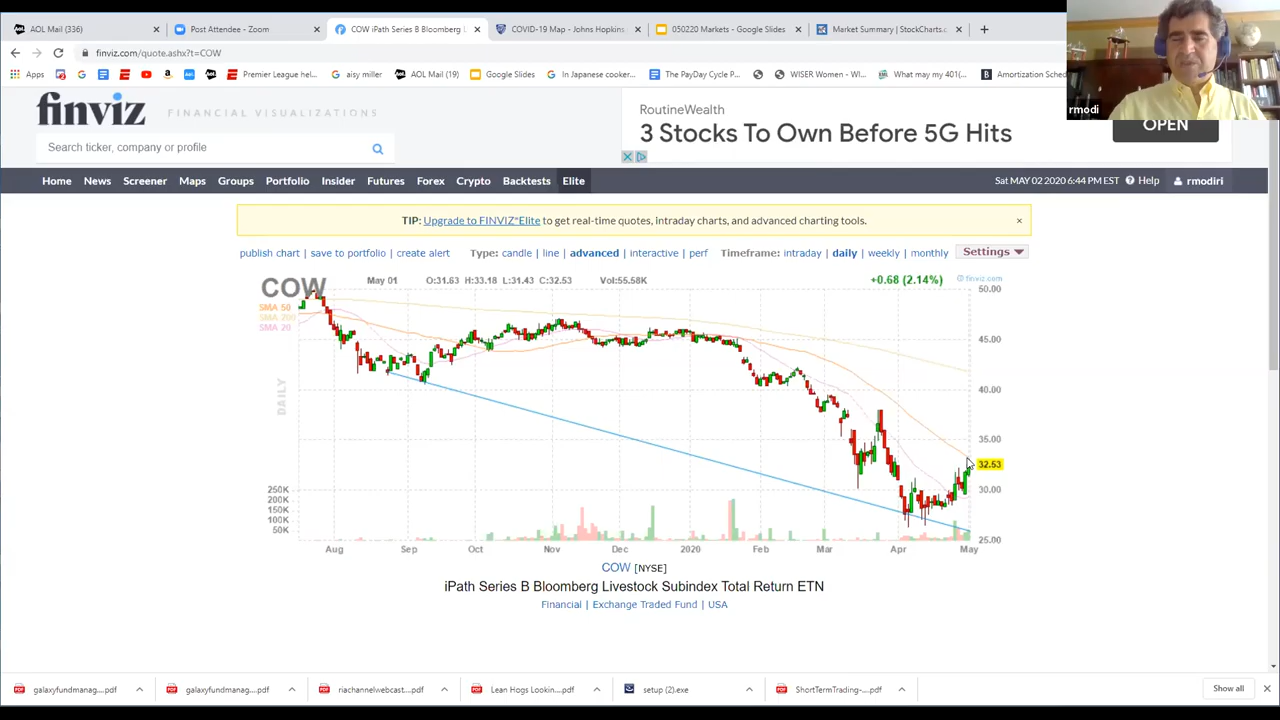 AOL Mail (336)
Post Attendee - Zoom
COW iPath Series B Bloomberg L
COVID-19 Map - Johns Hopkins
050220 Markets - Google Slides
Market Summary | StockCharts.c
finviz.com/quote.ashx?t=COW
Apps
Premier League hel...
aisy miller
AOL Mail (19)
Google Slides
In Japanese cooker...
The PayDay Cycle P...
WISER Women - WI...
What may my 401(...
Amortization Sched
rmodi
finviz
FINANCIAL VISUALIZATIONS
RoutineWealth
3 Stocks To Own Before 5G Hits
OPEN
Search ticker, company or profile
Home News Screener Maps Groups Portfolio Insider Futures Forex Crypto Backtests Elite
Sat MAY 02 2020 6:44 PM EST
Help
rmodiri
TIP: Upgrade to FINVIZ*Elite to get real-time quotes, intraday charts, and advanced charting tools.
×
publish chart | save to portfolio | create alert
Type: candle | line | advanced | interactive | perf
Timeframe: intraday | daily | weekly | monthly
Settings
COW
May 01 O:31.63 H:33.18 L:31.43 C:32.53 Vol:55.58K
+0.68 (2.14%)
finviz.com
SMA 50
SMA 200
SMA 20
DAILY
50.00
45.00
40.00
35.00
32.53
30.00
25.00
250K
200K
150K
100K
50K
Aug Sep Oct Nov Dec 2020 Feb Mar Apr May
COW [NYSE]
iPath Series B Bloomberg Livestock Subindex Total Return ETN
Financial | Exchange Traded Fund | USA
galaxyfundmanag....pdf
galaxyfundmanag....pdf
riachannelwebcast....pdf
Lean Hogs Lookin....pdf
setup (2).exe
ShortTermTrading-....pdf
Show all